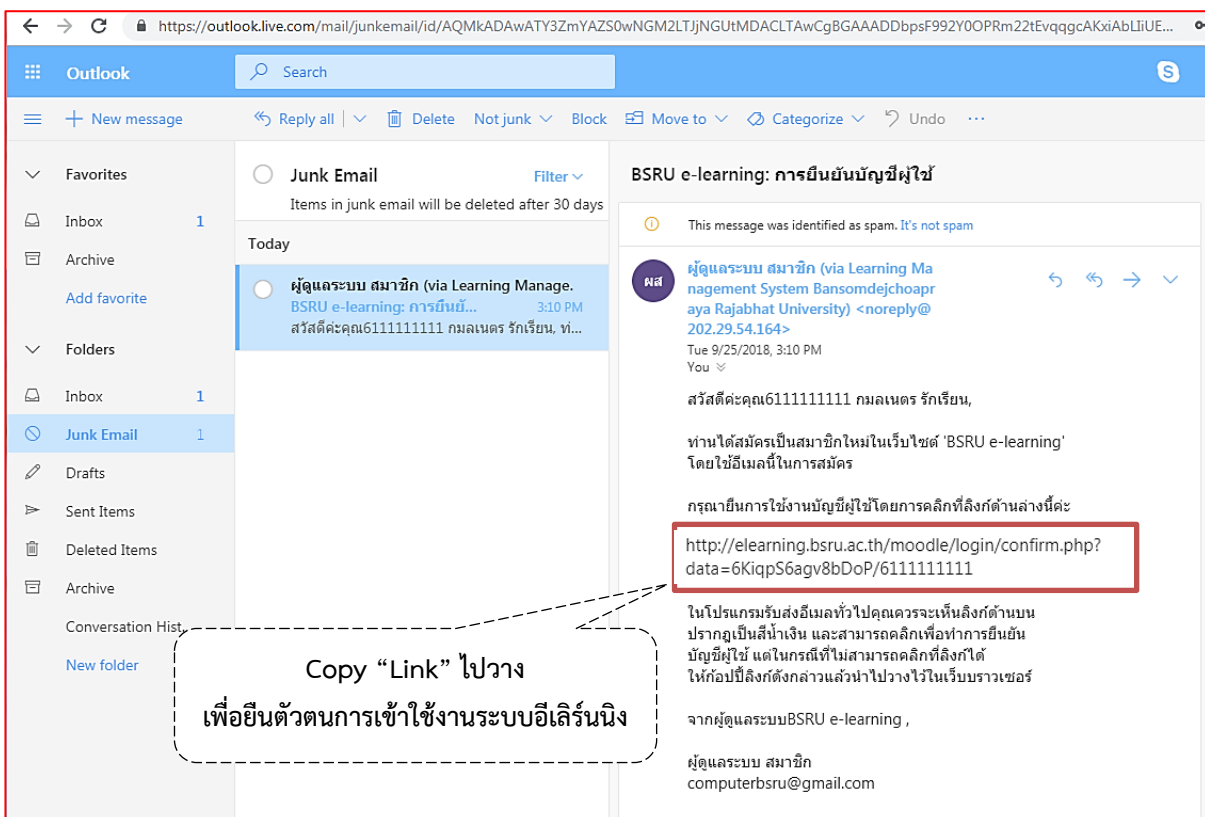 https://outlook.live.com/mail/junkemail/id/AQMkADAwATY3ZmYAZS0wNGM2LTJjNGUtMDACLTAwCgBGAAADDbpsF992Y0OPRm22tEvqqgcAKxiAbLIiUE...
Outlook
Search
New message
Reply all
Delete
Not junk
Block
Move to
Categorize
Undo
...
Favorites
Inbox 1
Archive
Add favorite
Folders
Inbox 1
Junk Email 1
Drafts
Sent Items
Deleted Items
Archive
Conversation Hist
New folder
Junk Email
Filter
Items in junk email will be deleted after 30 days
Today
ผู้ดูแลระบบ สมาชิก (via Learning Manage.
BSRU e-learning: การยืนยั... 3:10 PM
สวัสดีค่ะคุณ6111111111 กมลเนตร รักเรียน, ท่...
BSRU e-learning: การยืนยันบัญชีผู้ใช้
This message was identified as spam. It's not spam
ผส
ผู้ดูแลระบบ สมาชิก (via Learning Ma
nagement System Bansomdejchoapr
aya Rajabhat University) <noreply@
202.29.54.164>
Tue 9/25/2018, 3:10 PM
You
สวัสดีค่ะคุณ6111111111 กมลเนตร รักเรียน,
ท่านได้สมัครเป็นสมาชิกใหม่ในเว็บไซต์ 'BSRU e-learning'
โดยใช้อีเมลนี้ในการสมัคร
กรุณายืนการใช้งานบัญชีผู้ใช้โดยการคลิกที่ลิงก์ด้านล่างนี้ค่ะ
http://elearning.bsru.ac.th/moodle/login/confirm.php?
data=6KiqpS6agv8bDoP/6111111111
ในโปรแกรมรับส่งอีเมลทั่วไปคุณควรจะเห็นลิงก์ด้านบน
ปรากฎเป็นสีน้ำเงิน และสามารถคลิกเพื่อทำการยืนยัน
บัญชีผู้ใช้ แต่ในกรณีที่ไม่สามารถคลิกที่ลิงก์ได้
ให้ก๊อปปี้ลิงก์ดังกล่าวแล้วนำไปวางไว้ในเว็บบราวเซอร์
จากผู้ดูแลระบบBSRU e-learning ,
ผู้ดูแลระบบ สมาชิก
computerbsru@gmail.com
Copy “Link” ไปวาง
เพื่อยืนตัวตนการเข้าใช้งานระบบอีเลิร์นนิง